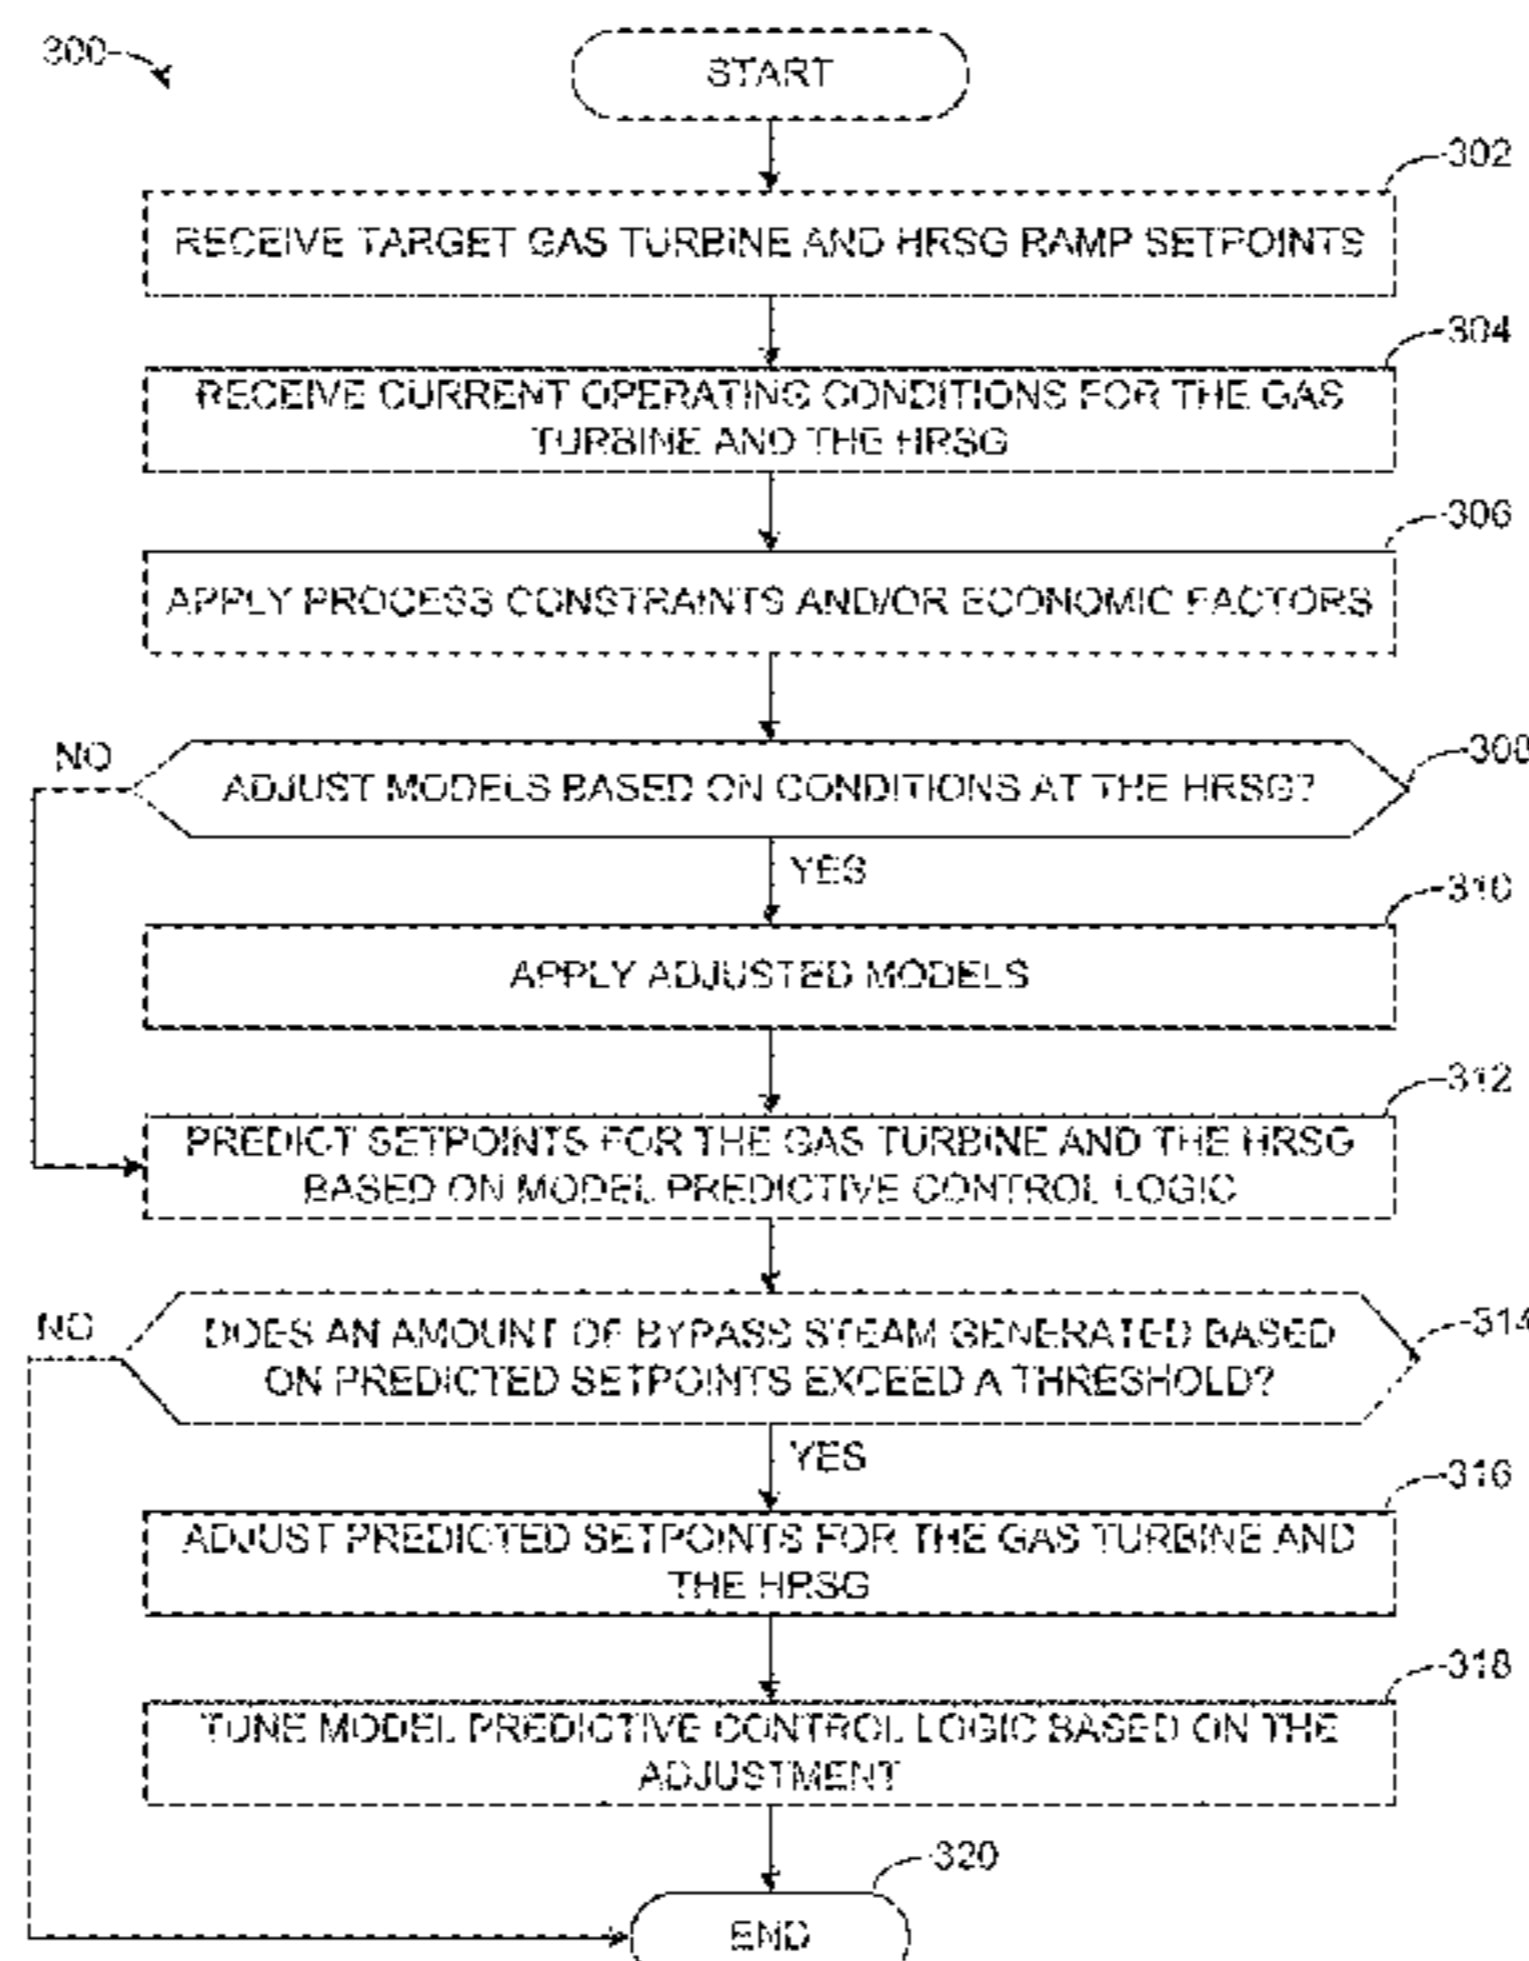 300
START
302
RECEIVE TARGET GAS TURBINE AND HRSG RAMP SETPOINTS
304
RECEIVE CURRENT OPERATING CONDITIONS FOR THE GAS
TURBINE AND THE HRSG
306
APPLY PROCESS CONSTRAINTS AND/OR ECONOMIC FACTORS
NO
308
ADJUST MODELS BASED ON CONDITIONS AT THE HRSG?
YES
310
APPLY ADJUSTED MODELS
312
PREDICT SETPOINTS FOR THE GAS TURBINE AND THE HRSG
BASED ON MODEL PREDICTIVE CONTROL LOGIC
NO
314
DOES AN AMOUNT OF BYPASS STEAM GENERATED BASED
ON PREDICTED SETPOINTS EXCEED A THRESHOLD?
YES
316
ADJUST PREDICTED SETPOINTS FOR THE GAS TURBINE AND
THE HRSG
318
TUNE MODEL PREDICTIVE CONTROL LOGIC BASED ON THE
ADJUSTMENT
320
END